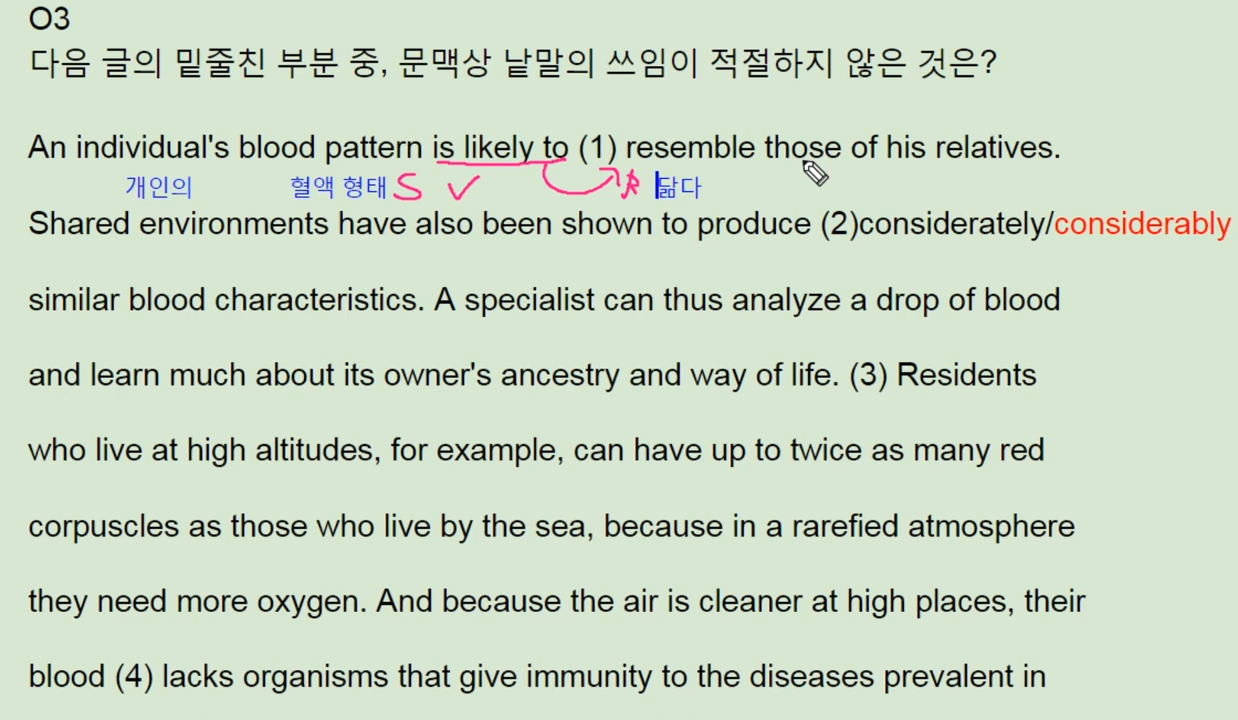 03
다음 글의 밑줄친 부분 중, 문맥상 낱말의 쓰임이 적절하지 않은 것은?
An individual's blood pattern is likely to (1) resemble those of his relatives.
개인의 혈액 형태 S V R 닮다
Shared environments have also been shown to produce (2)considerately/considerably
similar blood characteristics. A specialist can thus analyze a drop of blood
and learn much about its owner's ancestry and way of life. (3) Residents
who live at high altitudes, for example, can have up to twice as many red
corpuscles as those who live by the sea, because in a rarefied atmosphere
they need more oxygen. And because the air is cleaner at high places, their
blood (4) lacks organisms that give immunity to the diseases prevalent in